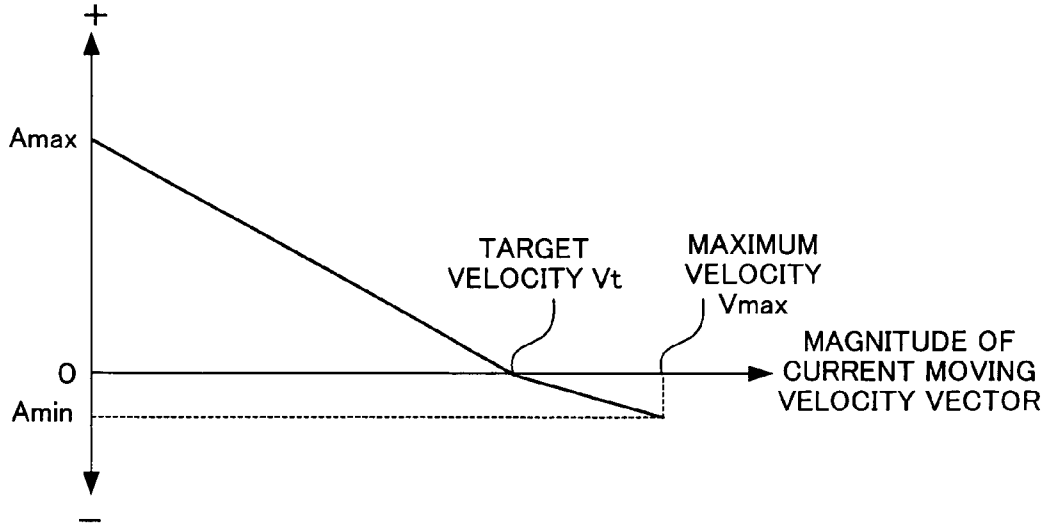 +
Amax
TARGET
VELOCITY Vt
MAXIMUM
VELOCITY
Vmax
0
MAGNITUDE OF
CURRENT MOVING
VELOCITY VECTOR
Amin
−